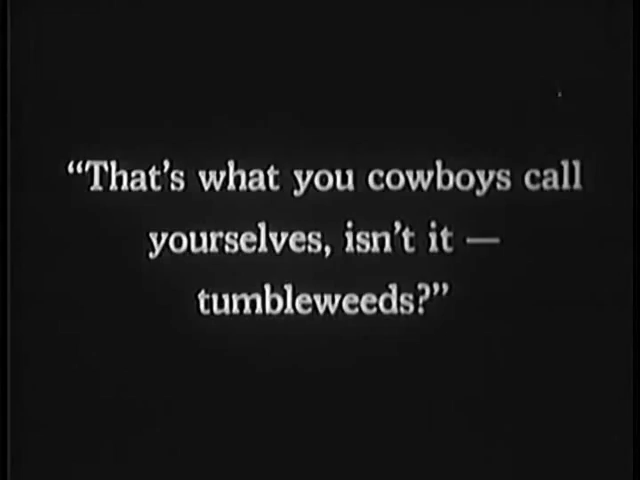 “That’s what you cowboys call
yourselves, isn’t it —
tumbleweeds?”